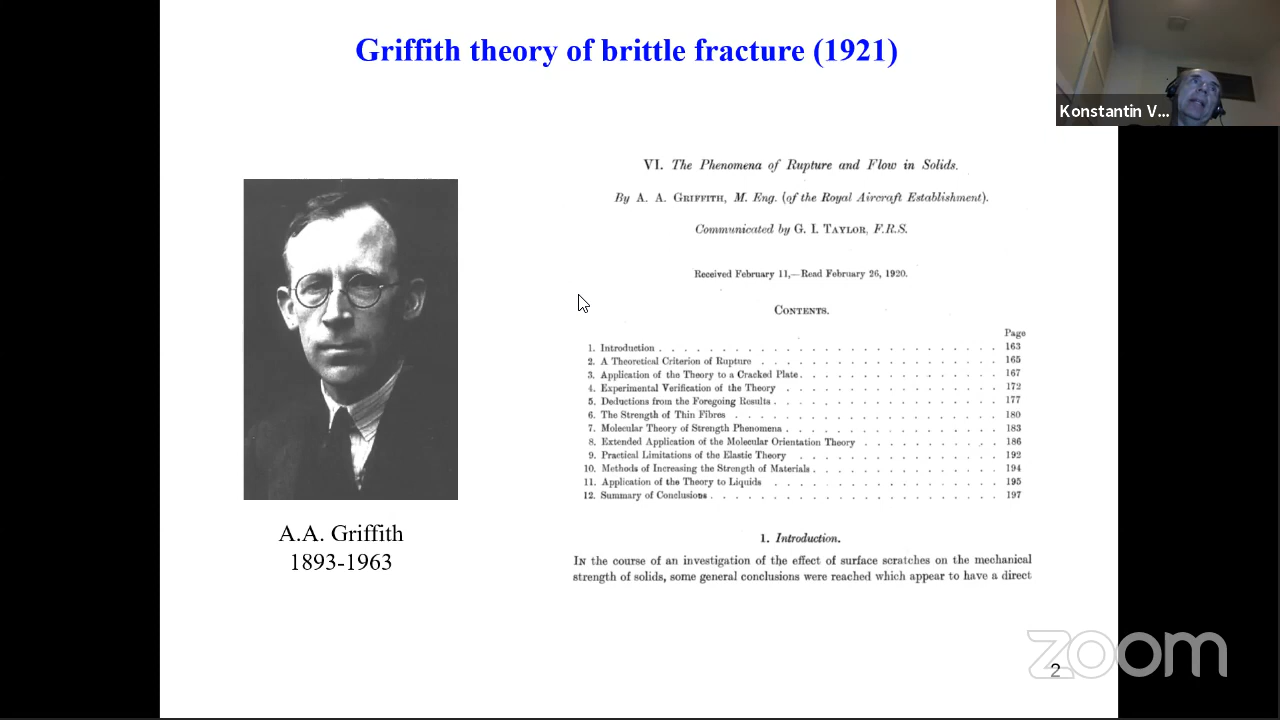 Griffith theory of brittle fracture (1921)
Konstantin V...
VI. The Phenomena of Rupture and Flow in Solids.
By A. A. GRIFFITH, M. Eng. (of the Royal Aircraft Establishment).
Communicated by G. I. TAYLOR, F.R.S.
Received February 11,—Read February 26, 1920.
CONTENTS.
Page
1. Introduction . . . . . . . . . . . . . . . . . . . . . . . 163
2. A Theoretical Criterion of Rupture . . . . . . . . . . . . . . . . 165
3. Application of the Theory to a Cracked Plate . . . . . . . . . . . . . 167
4. Experimental Verification of the Theory . . . . . . . . . . . . . . 172
5. Deductions from the Foregoing Results . . . . . . . . . . . . . . . 177
6. The Strength of Thin Fibres . . . . . . . . . . . . . . . . . . 180
7. Molecular Theory of Strength Phenomena . . . . . . . . . . . . . . 183
8. Extended Application of the Molecular Orientation Theory . . . . . . . . . 186
9. Practical Limitations of the Elastic Theory . . . . . . . . . . . . . 192
10. Methods of Increasing the Strength of Materials . . . . . . . . . . . . 194
11. Application of the Theory to Liquids . . . . . . . . . . . . . . . 195
12. Summary of Conclusions . . . . . . . . . . . . . . . . . . . 197
1. Introduction.
IN the course of an investigation of the effect of surface scratches on the mechanical
strength of solids, some general conclusions were reached which appear to have a direct
A.A. Griffith
1893-1963
zoom
2